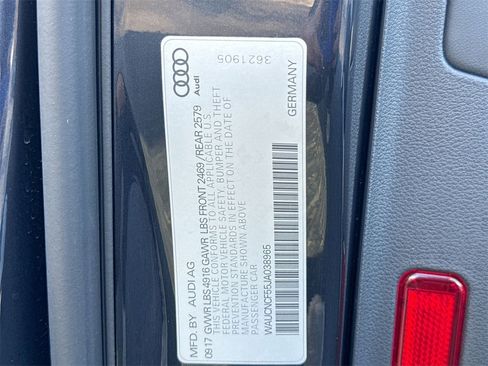 Audi
3621905
MFD. BY AUDI AG
0917 GVWR LBS 4916 GAWR LBS FRONT 2469 / REAR 2579
THIS VEHICLE CONFORMS TO ALL APPLICABLE U.S.
FEDERAL MOTOR VEHICLE SAFETY, BUMPER AND THEFT
PREVENTION STANDARDS IN EFFECT ON THE DATE OF
MANUFACTURE SHOWN ABOVE
PASSENGER CAR
WAUCNCF55JA038965
GERMANY